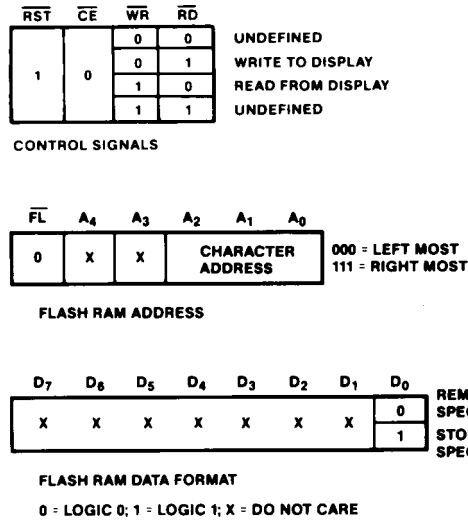 RST CE WR RD
0 0 UNDEFINED
0 1 WRITE TO DISPLAY
1 0 1 0 READ FROM DISPLAY
1 1 UNDEFINED
CONTROL SIGNALS
FL A4 A3 A2 A1 A0
0 X X CHARACTER ADDRESS 000 = LEFT MOST
111 = RIGHT MOST
FLASH RAM ADDRESS
D7 D6 D5 D4 D3 D2 D1 D0
X X X X X X X 0
1
FLASH RAM DATA FORMAT
0 = LOGIC 0; 1 = LOGIC 1; X = DO NOT CARE